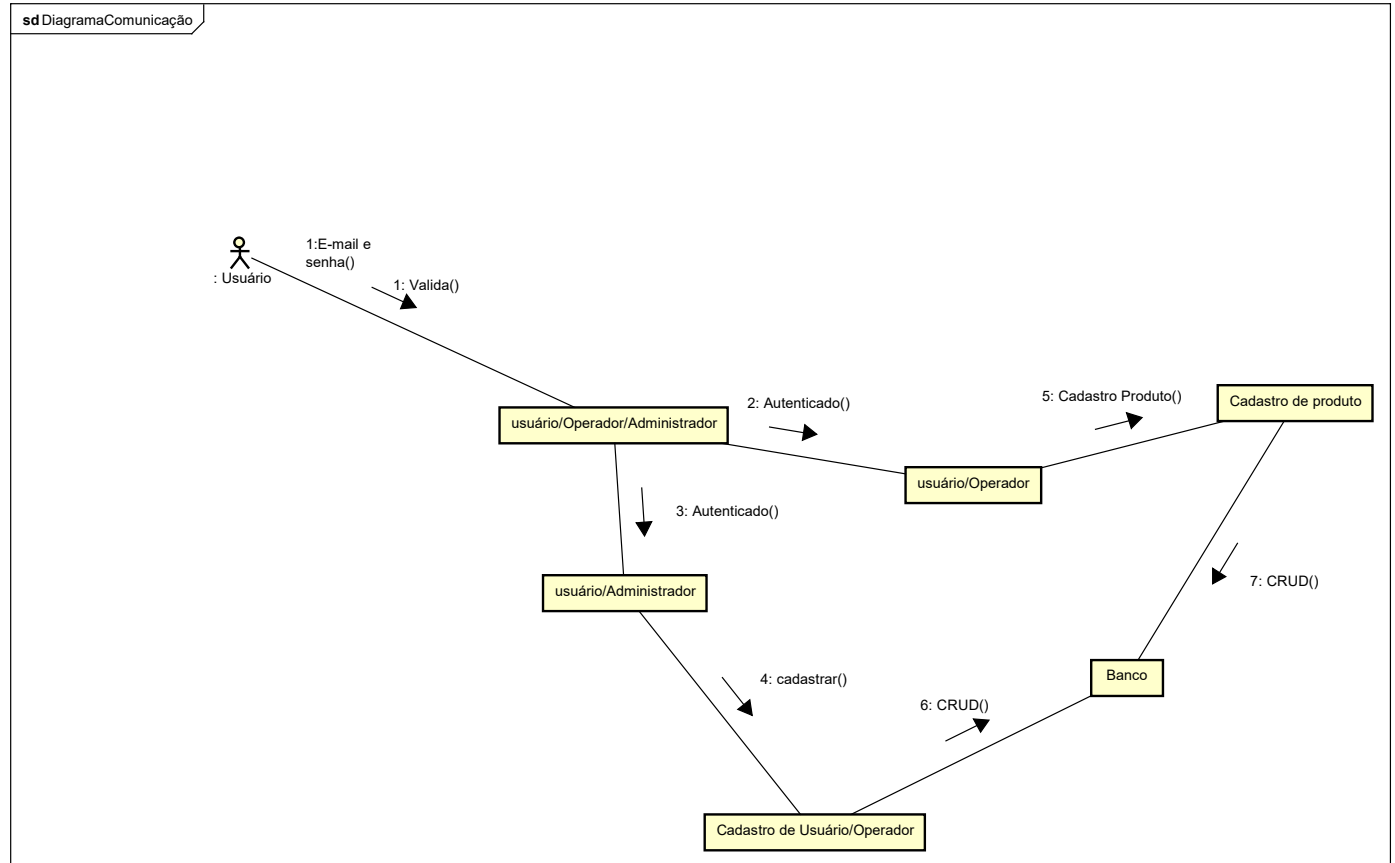 sd DiagramaComunicação
1:E-mail e
senha()
: Usuário
1: Valida()
2: Autenticado()
5: Cadastro Produto()
Cadastro de produto
usuário/Operador/Administrador
usuário/Operador
3: Autenticado()
7: CRUD()
usuário/Administrador
4: cadastrar()
Banco
6: CRUD()
Cadastro de Usuário/Operador